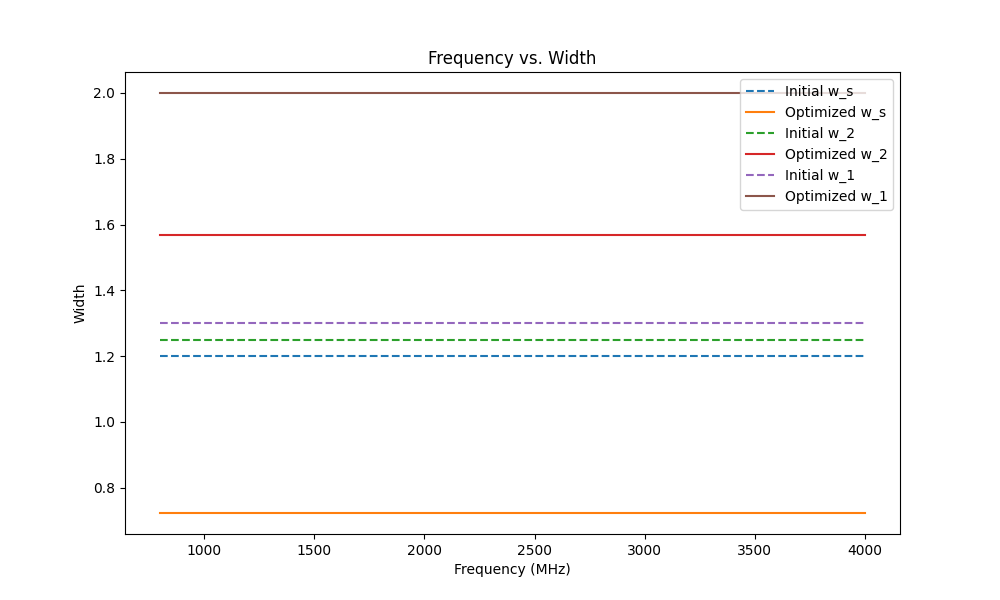 Frequency vs. Width
2.0
1.8
1.6
1.4
1.2
1.0
0.8
Width
Initial w_s
Optimized w_s
Initial w_2
Optimized w_2
Initial w_1
Optimized w_1
1000 1500 2000 2500 3000 3500 4000
Frequency (MHz)